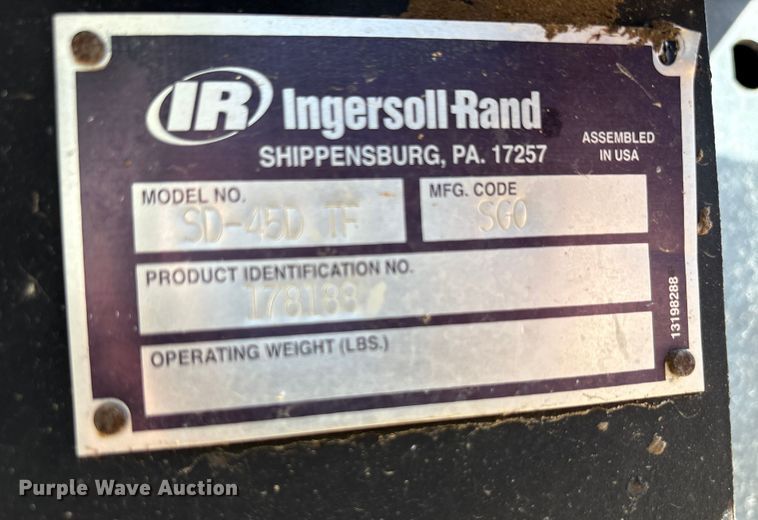 IR Ingersoll-Rand
SHIPPENSBURG, PA. 17257
ASSEMBLED
IN USA
MODEL NO.
SD-45D TF
MFG. CODE
SGO
PRODUCT IDENTIFICATION NO.
178183
OPERATING WEIGHT (LBS.)
13198288
Purple Wave Auction